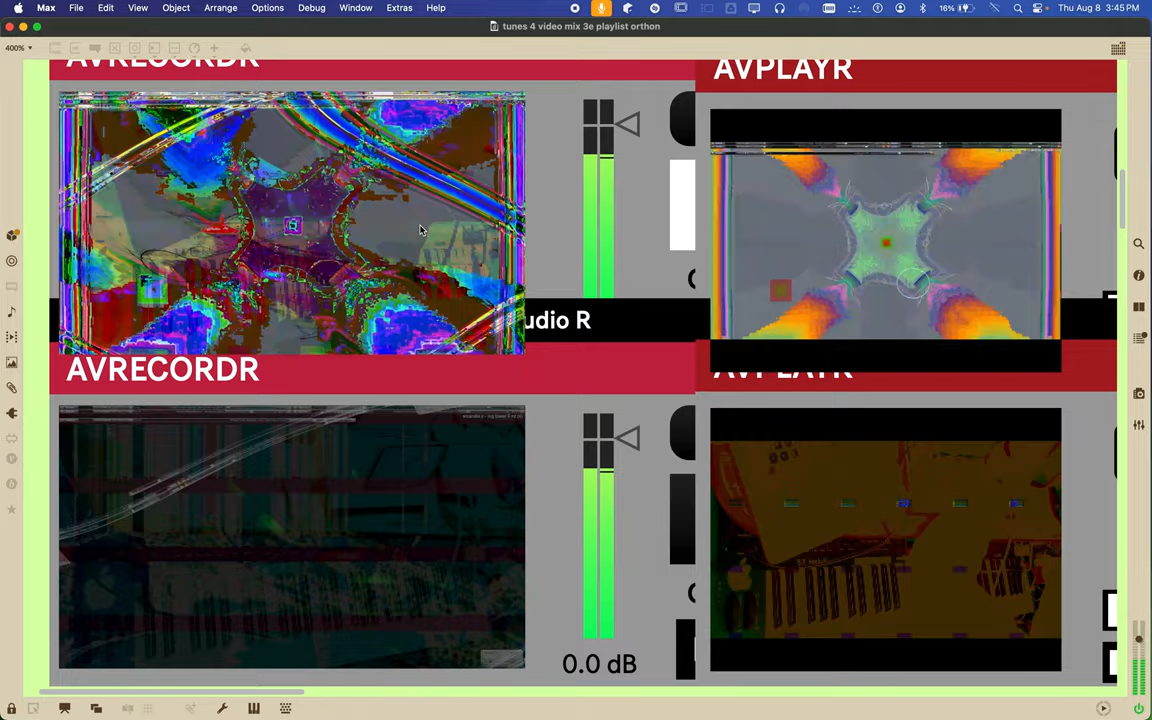 Max File Edit View Object Arrange Options Debug Window Extras Help 16% Thu Aug 8 3:45 PM
tunes 4 video mix 3e playlist orthon
400%
AVRECORDR
AVPLAYR
udio R
AVRECORDR
AVPLAYR
0.0 dB